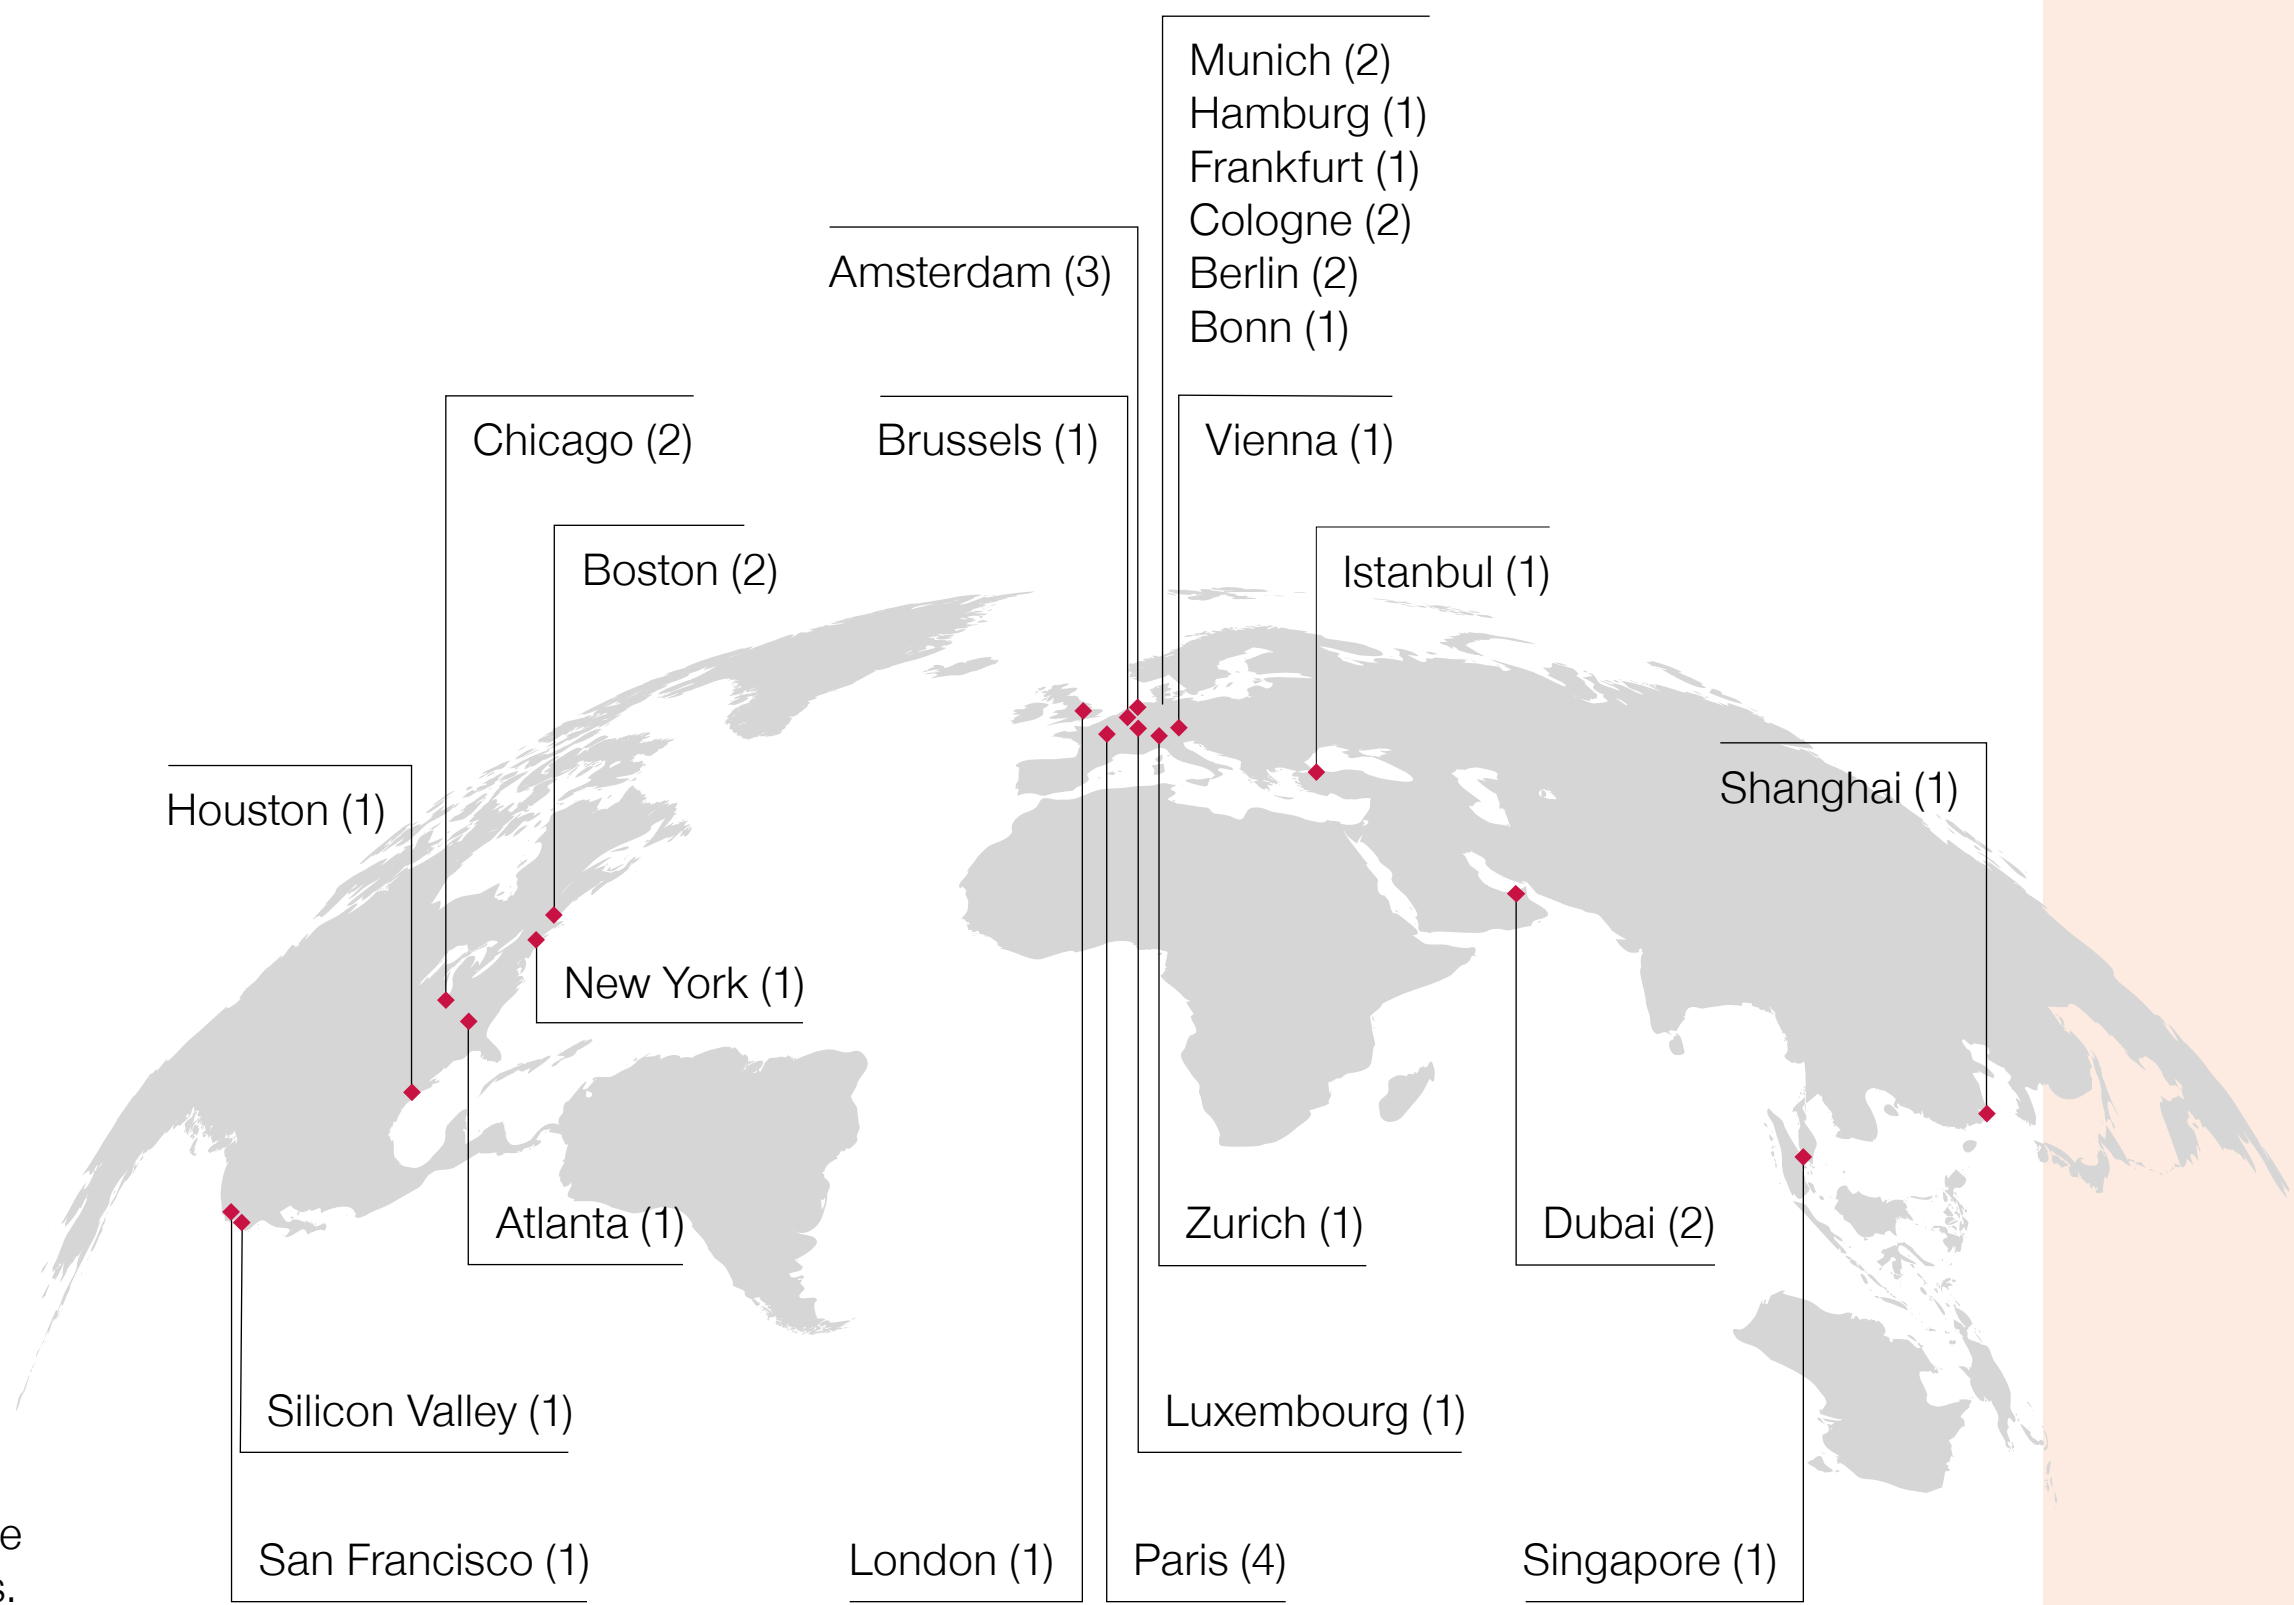 Munich (2)
Hamburg (1)
Frankfurt (1)
Cologne (2)
Berlin (2)
Bonn (1)
Amsterdam (3)
Chicago (2)
Brussels (1)
Vienna (1)
Boston (2)
Istanbul (1)
Houston (1)
Shanghai (1)
New York (1)
Atlanta (1)
Zurich (1)
Dubai (2)
Silicon Valley (1)
Luxembourg (1)
e
San Francisco (1)
London (1)
Paris (4)
Singapore (1)
s.